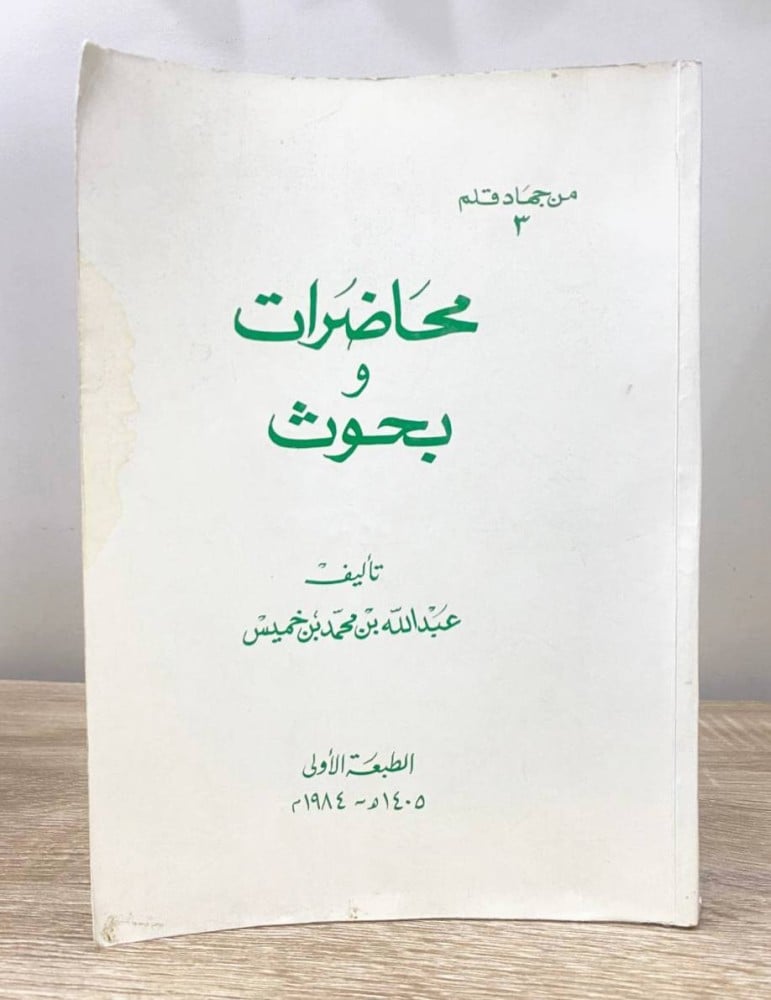 من جهاد قلم
٣
محاضرات
و
بحوث
تأليف
عبدالله بن محمد بن خميس
الطبعة الأولى
١٤٠٥هـ - ١٩٨٤م